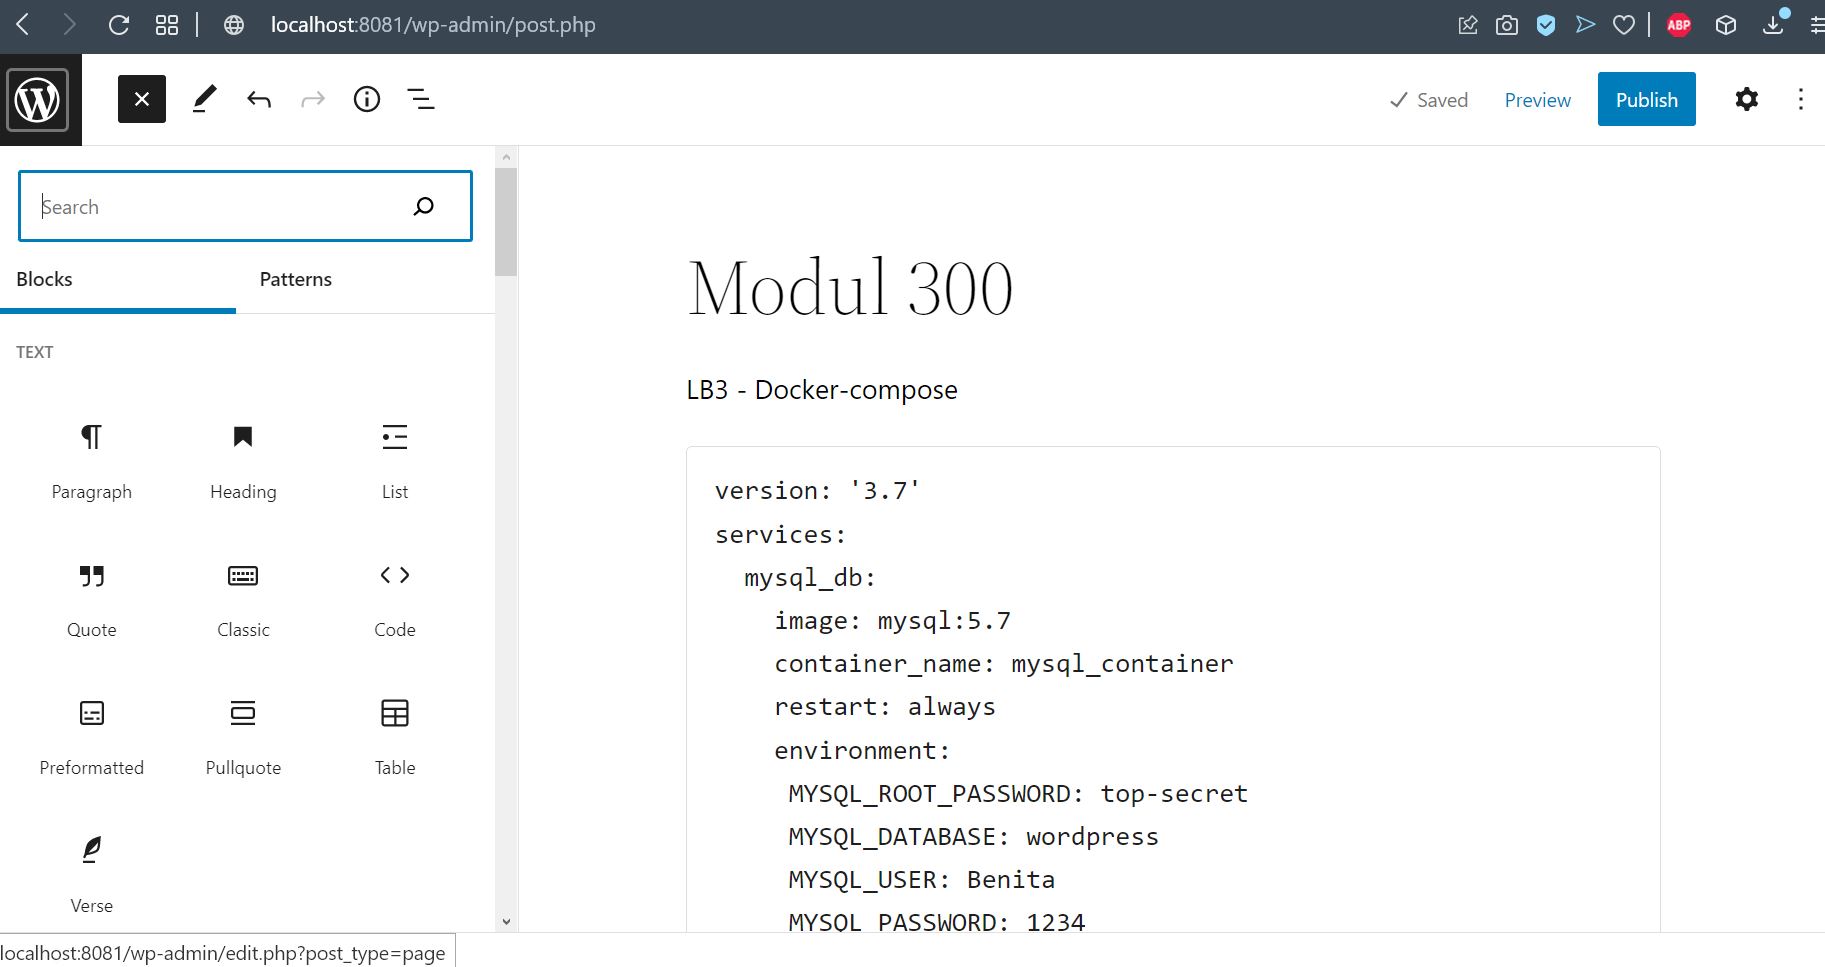 localhost:8081/wp-admin/post.php
ABP
Saved
Preview
Publish
Search
Blocks
Patterns
TEXT
Paragraph
Heading
List
Quote
Classic
Code
Preformatted
Pullquote
Table
Verse
Modul 300
LB3 - Docker-compose
version: '3.7'
services:
  mysql_db:
    image: mysql:5.7
    container_name: mysql_container
    restart: always
    environment:
     MYSQL_ROOT_PASSWORD: top-secret
     MYSQL_DATABASE: wordpress
     MYSQL_USER: Benita
     MYSQL_PASSWORD: 1234
localhost:8081/wp-admin/edit.php?post_type=page